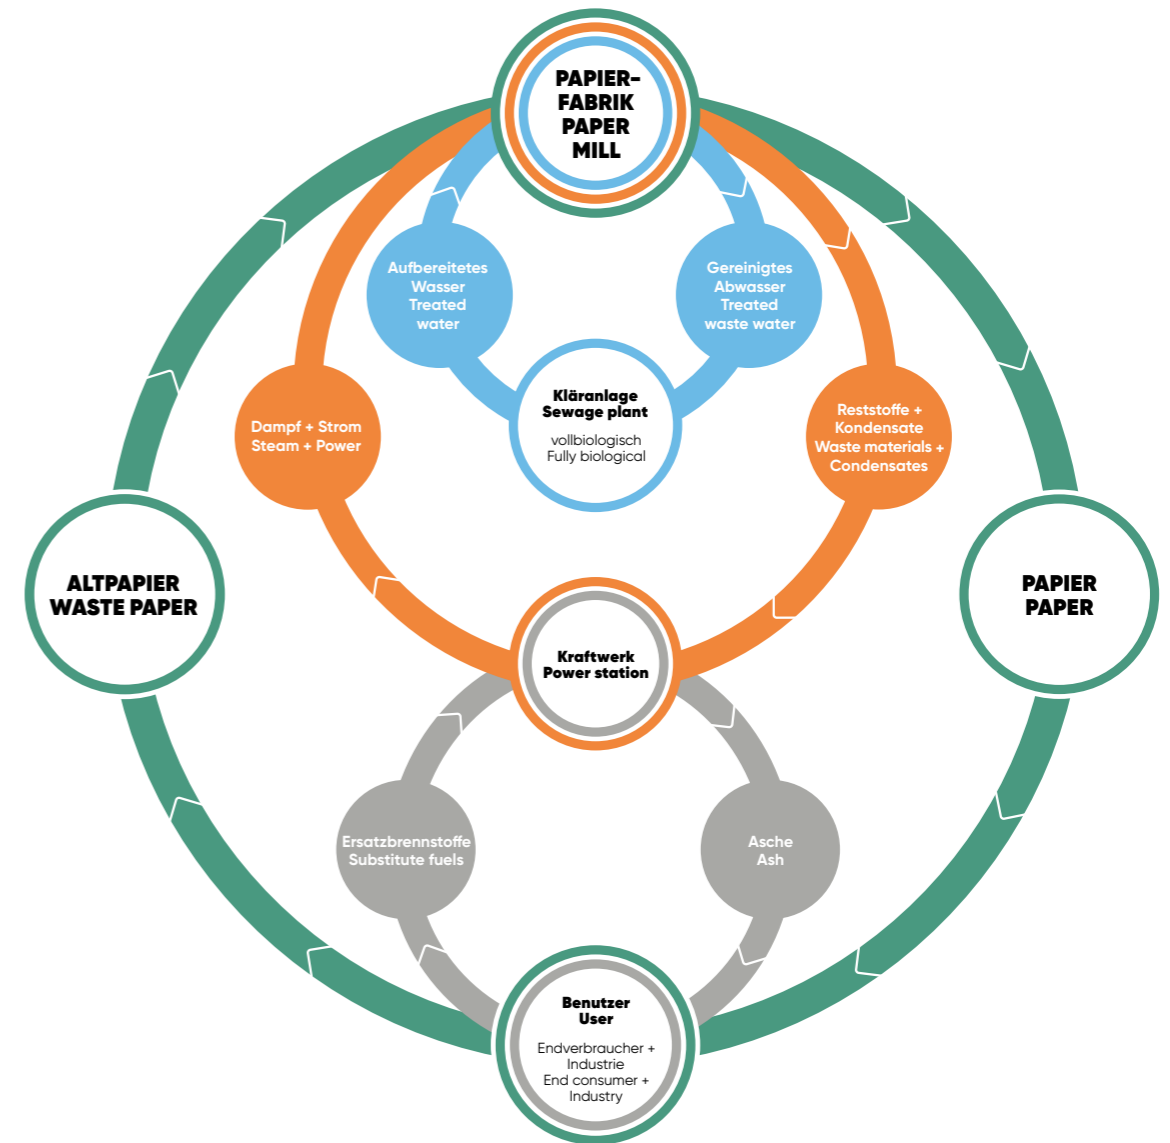 PAPIER-
FABRIK
PAPER
MILL
Aufbereitetes
Wasser
Treated
water
Gereinigtes
Abwasser
Treated
waste water
Kläranlage
Sewage plant
vollbiologisch
Fully biological
Dampf + Strom
Steam + Power
Reststoffe +
Kondensate
Waste materials +
Condensates
ALTPAPIER
WASTE PAPER
PAPIER
PAPER
Kraftwerk
Power station
Ersatzbrennstoffe
Substitute fuels
Asche
Ash
Benutzer
User
Endverbraucher +
Industrie
End consumer +
Industry